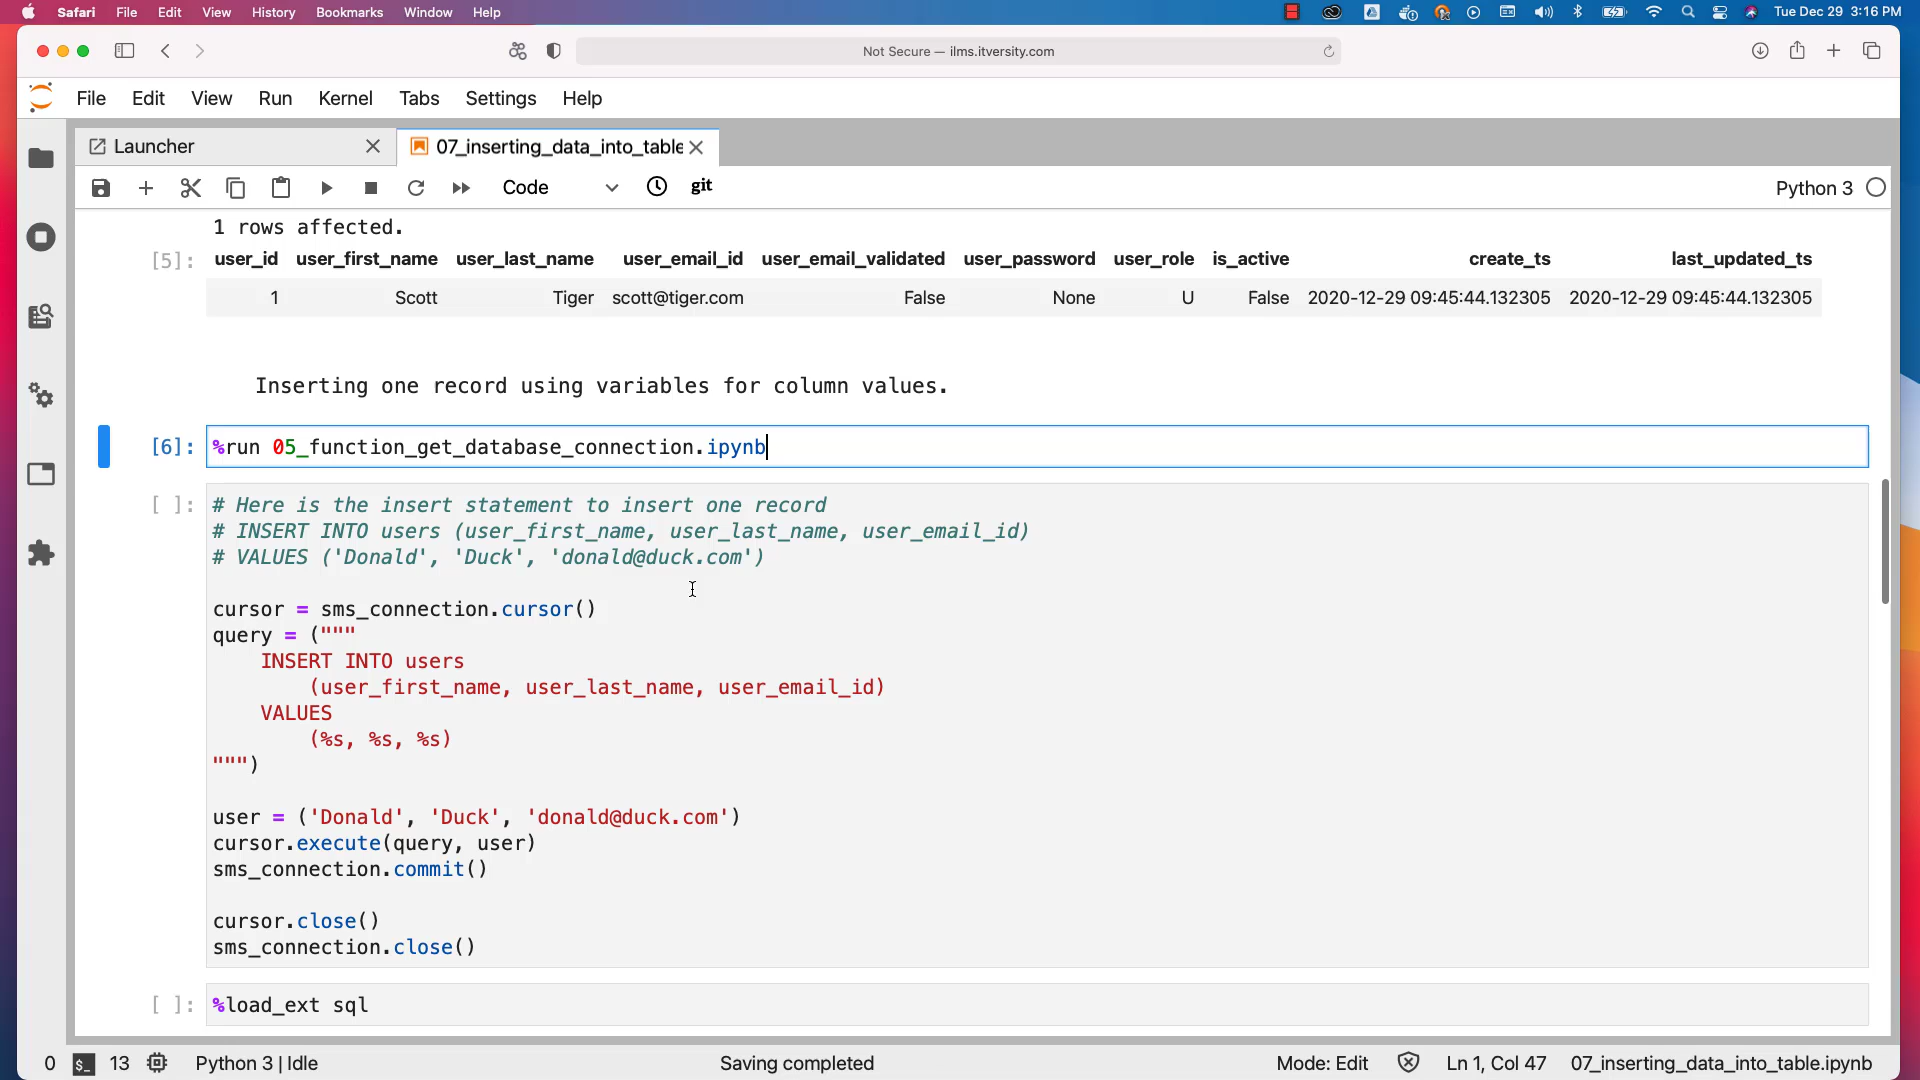 Safari File Edit View History Bookmarks Window Help Tue Dec 29 3:16 PM
Not Secure — ilms.itversity.com
File Edit View Run Kernel Tabs Settings Help
Launcher 07_inserting_data_into_table
Code git Python 3
1 rows affected.
[5]: user_id user_first_name user_last_name user_email_id user_email_validated user_password user_role is_active create_ts last_updated_ts
1 Scott Tiger scott@tiger.com False None U False 2020-12-29 09:45:44.132305 2020-12-29 09:45:44.132305
Inserting one record using variables for column values.
[6]: %run 05_function_get_database_connection.ipynb
[ ]: # Here is the insert statement to insert one record
# INSERT INTO users (user_first_name, user_last_name, user_email_id)
# VALUES ('Donald', 'Duck', 'donald@duck.com')
cursor = sms_connection.cursor()
query = ("""
INSERT INTO users
(user_first_name, user_last_name, user_email_id)
VALUES
(%s, %s, %s)
""")
user = ('Donald', 'Duck', 'donald@duck.com')
cursor.execute(query, user)
sms_connection.commit()
cursor.close()
sms_connection.close()
[ ]: %load_ext sql
0 $_ 13 Python 3 | Idle Saving completed Mode: Edit Ln 1, Col 47 07_inserting_data_into_table.ipynb